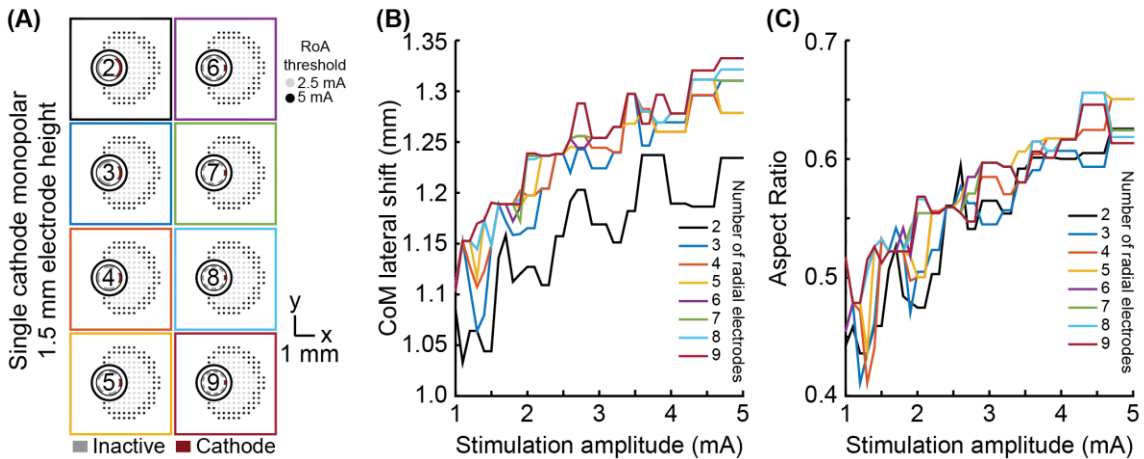 (A)
Single cathode monopolar
1.5 mm electrode height
2
6
3
7
4
8
5
9
RoA
threshold
2.5 mA
5 mA
y
x
1 mm
Inactive
Cathode
(B)
CoM lateral shift (mm)
1.35
1.3
1.25
1.2
1.15
1.1
1.05
1.0
1
2
3
4
5
Stimulation amplitude (mA)
Number of radial electrodes
2
3
4
5
6
7
8
9
(C)
Aspect Ratio
0.7
0.6
0.5
0.4
1
2
3
4
5
Stimulation amplitude (mA)
Number of radial electrodes
2
3
4
5
6
7
8
9